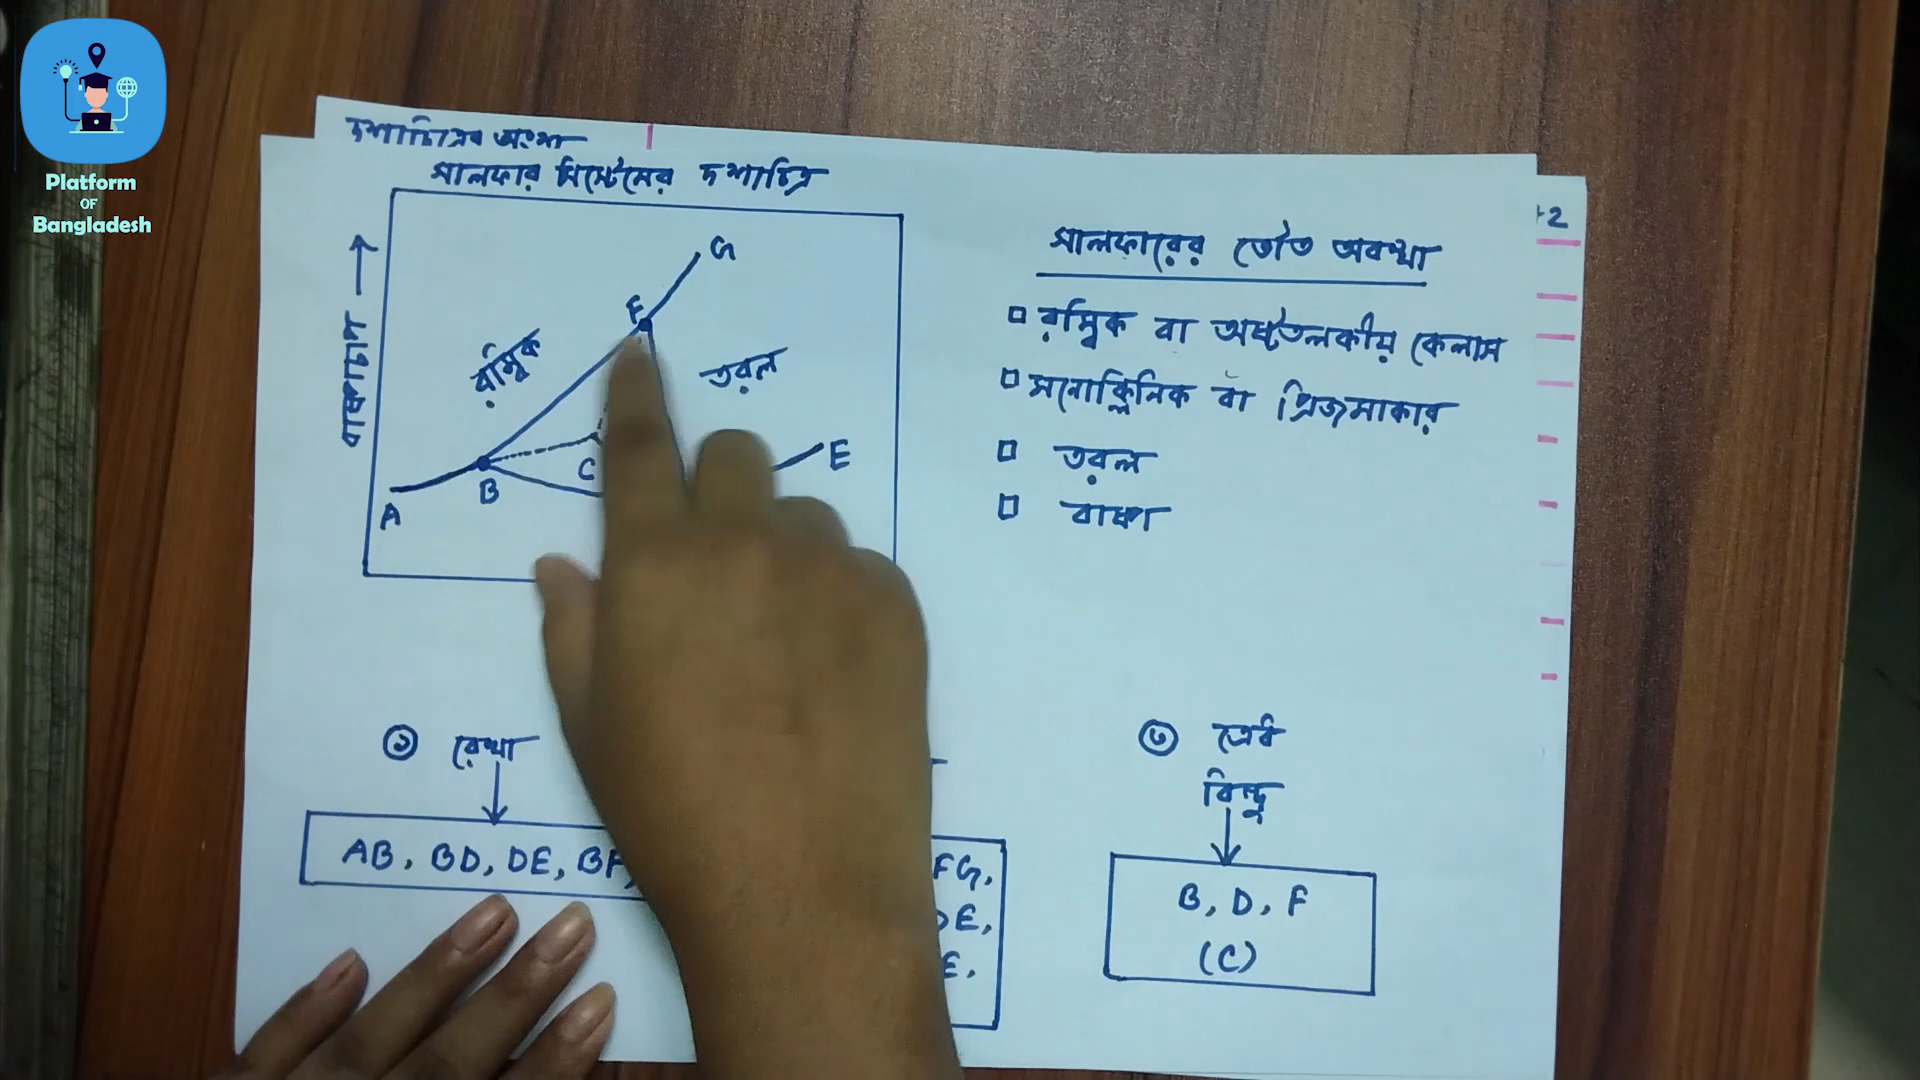 Platform
OF
Bangladesh
দশাচিত্রের অংশ
সালফার সিস্টেমের দশাচিত্র
বাষ্পচাপ →
G
F
রম্বিক
তরল
E
C
B
A
+2
সালফারের ভৌত অবস্থা
রম্বিক বা অষ্টতলকীয় কেলাস
মনোক্লিনিক বা প্রিজমাকার
তরল
বাষ্প
① রেখা
AB, BD, DE, BF,
FG,
DE,
E,
৩ ত্রৈধ
বিন্দু
B, D, F
(C)